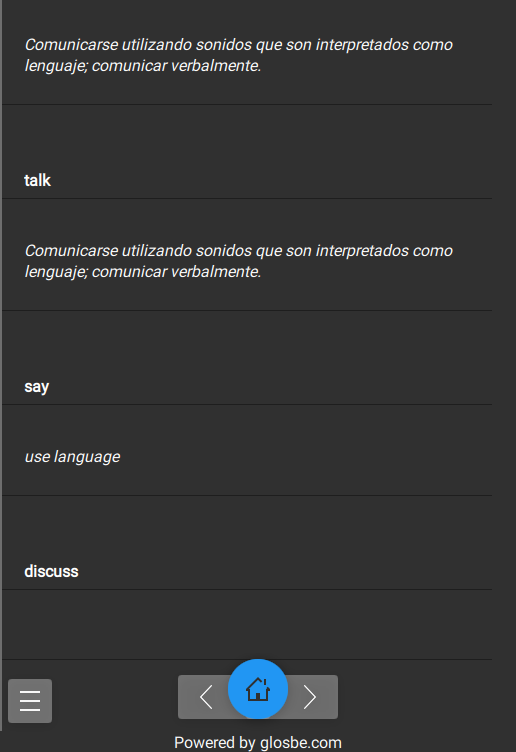 Comunicarse utilizando sonidos que son interpretados como
lenguaje; comunicar verbalmente.
talk
Comunicarse utilizando sonidos que son interpretados como
lenguaje; comunicar verbalmente.
say
use language
discuss
Powered by glosbe.com